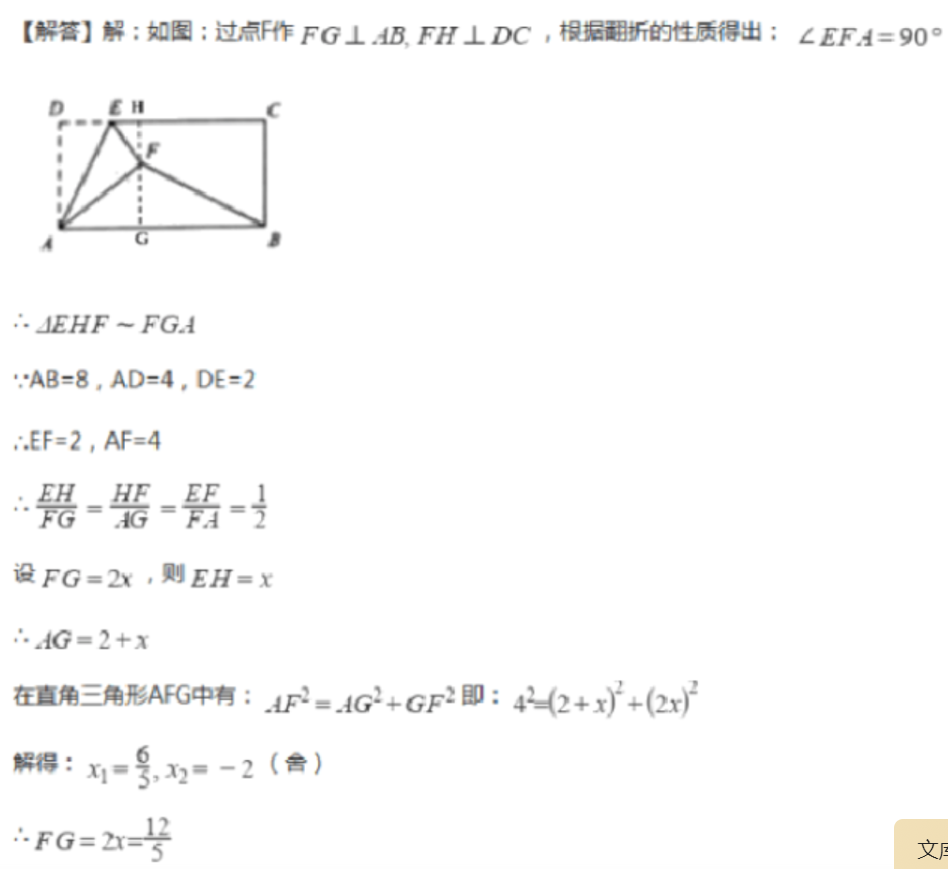 【解答】解：如图：过点F作 FG⊥AB, FH⊥DC ，根据翻折的性质得出： ∠EFA=90°
D E H C
F
A G B
∴ ΔEHF ~ FGA
∵AB=8，AD=4，DE=2
∴EF=2，AF=4
∴ EH/FG = HF/AG = EF/FA = 1/2
设 FG=2x ，则 EH=x
∴ AG=2+x
在直角三角形AFG中有： AF²=AG²+GF² 即： 4²=(2+x)²+(2x)²
解得： x₁=6/5, x₂=-2（舍）
∴ FG=2x=12/5
文库